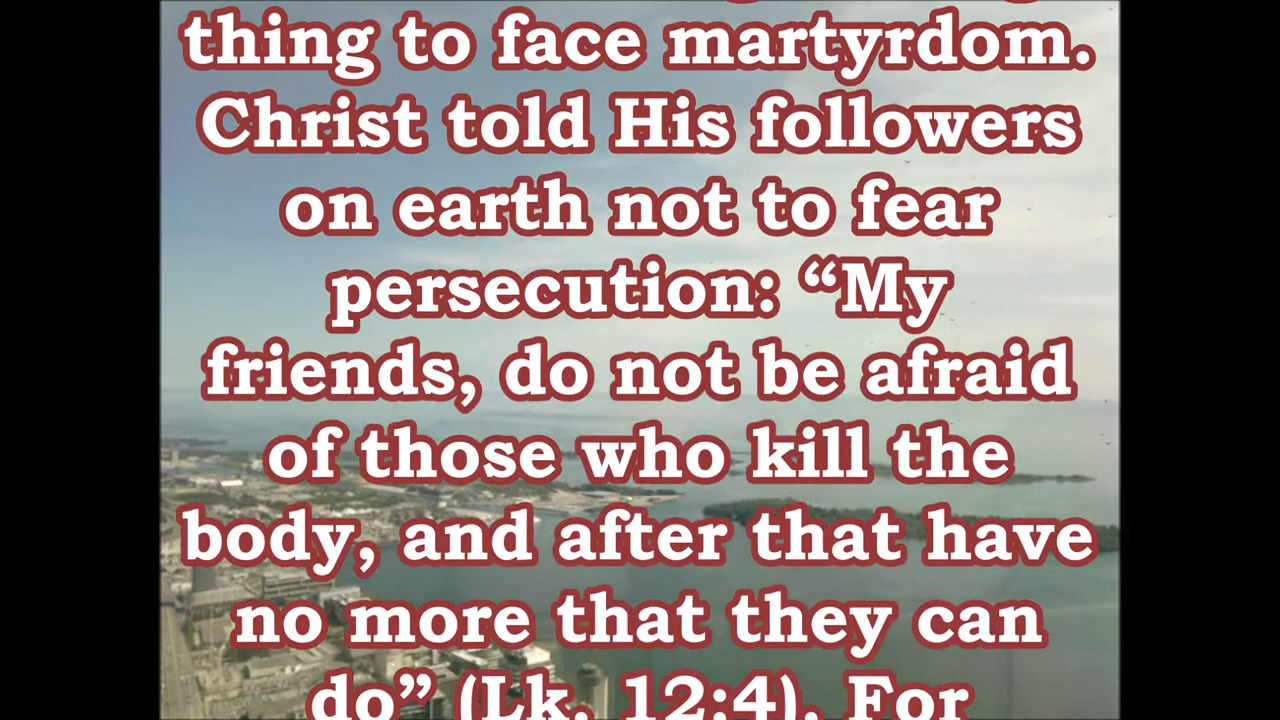 thing to face martyrdom.
Christ told His followers
on earth not to fear
persecution: “My
friends, do not be afraid
of those who kill the
body, and after that have
no more that they can
do” (Lk. 12:4). For